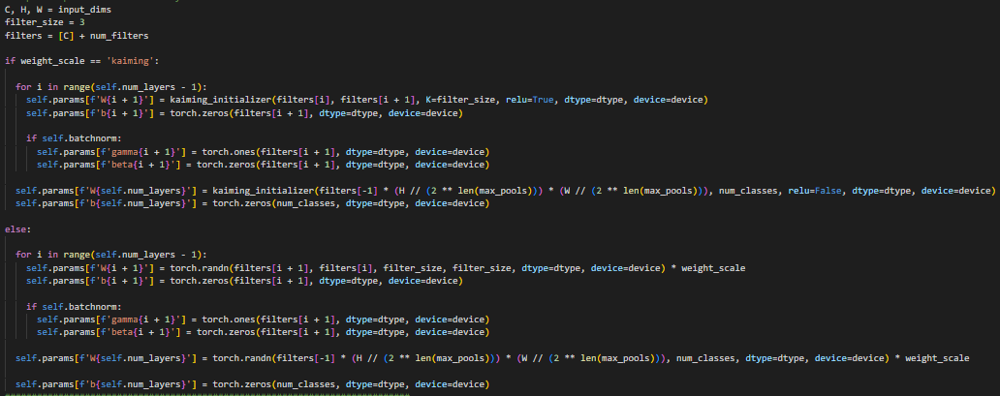 C, H, W = input_dims
filter_size = 3
filters = [C] + num_filters
if weight_scale == 'kaiming':
for i in range(self.num_layers - 1):
self.params[f'W{i + 1}'] = kaiming_initializer(filters[i], filters[i + 1], K=filter_size, relu=True, dtype=dtype, device=device)
self.params[f'b{i + 1}'] = torch.zeros(filters[i + 1], dtype=dtype, device=device)
if self.batchnorm:
self.params[f'gamma{i + 1}'] = torch.ones(filters[i + 1], dtype=dtype, device=device)
self.params[f'beta{i + 1}'] = torch.zeros(filters[i + 1], dtype=dtype, device=device)
self.params[f'W{self.num_layers}'] = kaiming_initializer(filters[-1] * (H // (2 ** len(max_pools))) * (W // (2 ** len(max_pools))), num_classes, relu=False, dtype=dtype, device=device)
self.params[f'b{self.num_layers}'] = torch.zeros(num_classes, dtype=dtype, device=device)
else:
for i in range(self.num_layers - 1):
self.params[f'W{i + 1}'] = torch.randn(filters[i + 1], filters[i], filter_size, filter_size, dtype=dtype, device=device) * weight_scale
self.params[f'b{i + 1}'] = torch.zeros(filters[i + 1], dtype=dtype, device=device)
if self.batchnorm:
self.params[f'gamma{i + 1}'] = torch.ones(filters[i + 1], dtype=dtype, device=device)
self.params[f'beta{i + 1}'] = torch.zeros(filters[i + 1], dtype=dtype, device=device)
self.params[f'W{self.num_layers}'] = torch.randn(filters[-1] * (H // (2 ** len(max_pools))) * (W // (2 ** len(max_pools))), num_classes, dtype=dtype, device=device) * weight_scale
self.params[f'b{self.num_layers}'] = torch.zeros(num_classes, dtype=dtype, device=device)